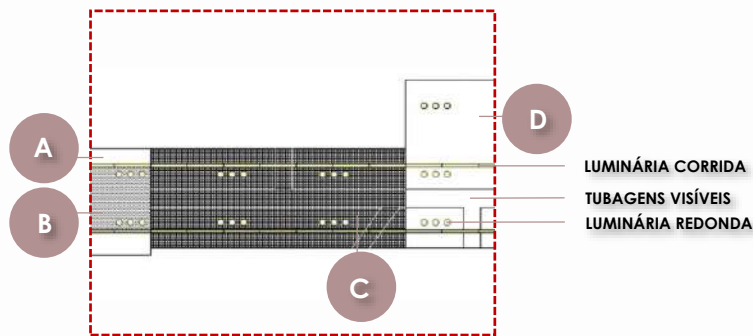 A
B
C
D
LUMINÁRIA CORRIDA
TUBAGENS VISÍVEIS
LUMINÁRIA REDONDA